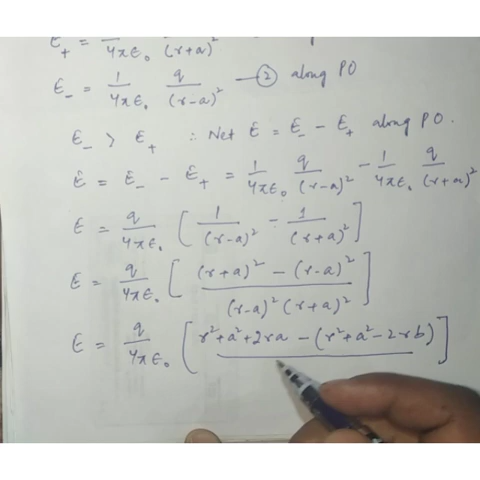 E₊ = 1/4πε₀ q/(r+a)²
E₋ = 1/4πε₀ q/(r-a)² — ② along PO
E₋ > E₊ ∴ Net E = E₋ - E₊ along PO.
E = E₋ - E₊ = 1/4πε₀ q/(r-a)² - 1/4πε₀ q/(r+a)²
E = q/4πε₀ [ 1/(r-a)² - 1/(r+a)² ]
E = q/4πε₀ [ (r+a)² - (r-a)² / (r-a)² (r+a)² ]
E = q/4πε₀ [ r²+a²+2ra - (r²+a²-2rb) ]